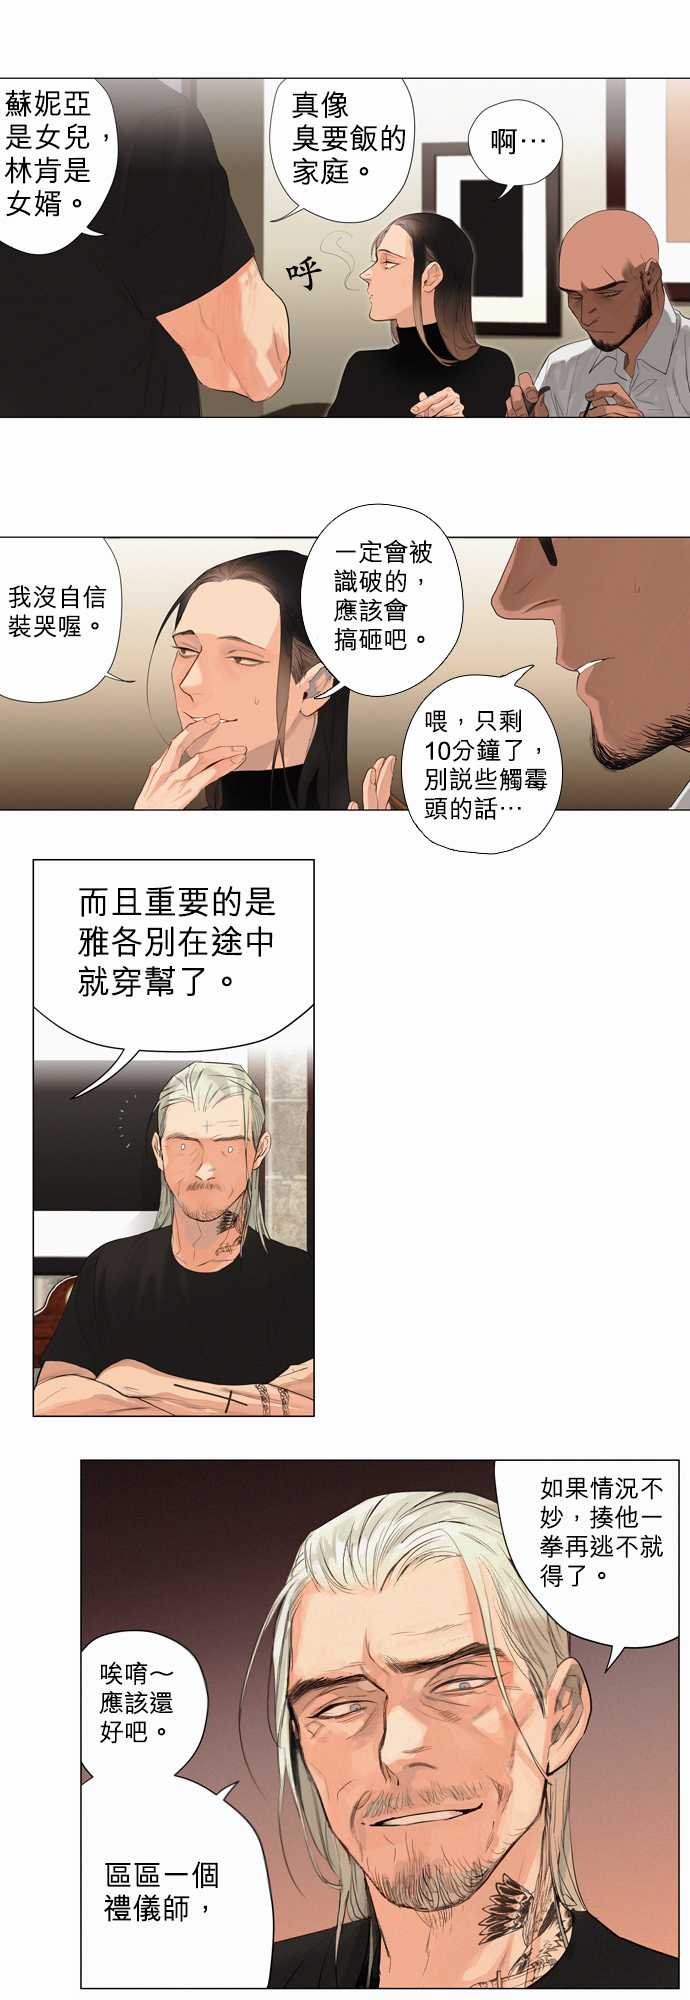 蘇妮亞
是女兒，
林肯是
女婿。
真像
臭要飯的
家庭。
啊⋯
呼
我沒自信
裝哭喔。
一定會被
識破的，
應該會
搞砸吧。
喂，只剩
10分鐘了，
別説些觸霉
頭的話⋯
而且重要的是
雅各別在途中
就穿幫了。
如果情況不
妙，揍他一
拳再逃不就
得了。
唉唷～
應該還
好吧。
區區一個
禮儀師，